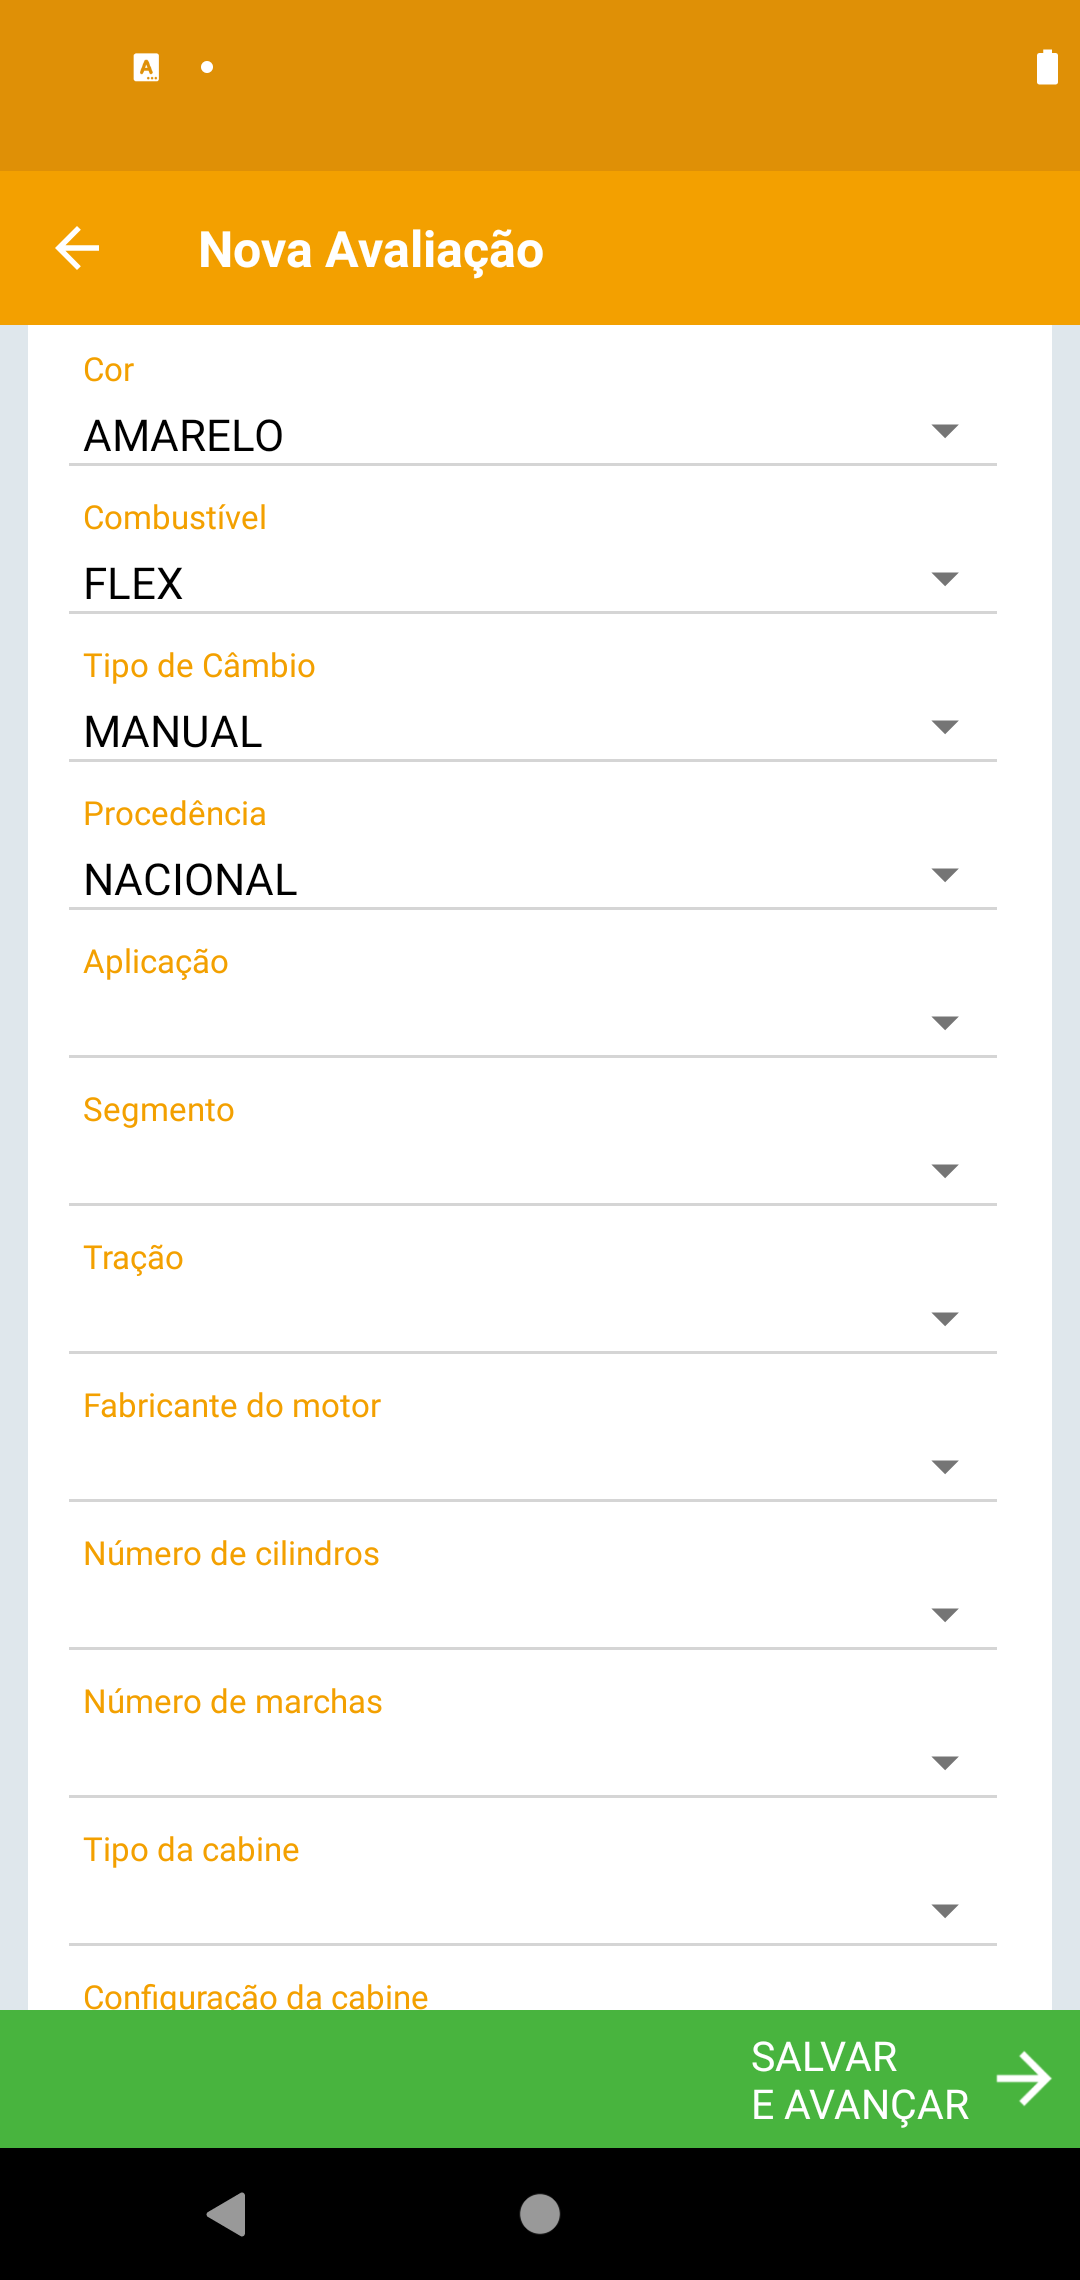 Nova Avaliação
Cor
AMARELO
Combustível
FLEX
Tipo de Câmbio
MANUAL
Procedência
NACIONAL
Aplicação
Segmento
Tração
Fabricante do motor
Número de cilindros
Número de marchas
Tipo da cabine
Configuração da cabine
SALVAR
E AVANÇAR